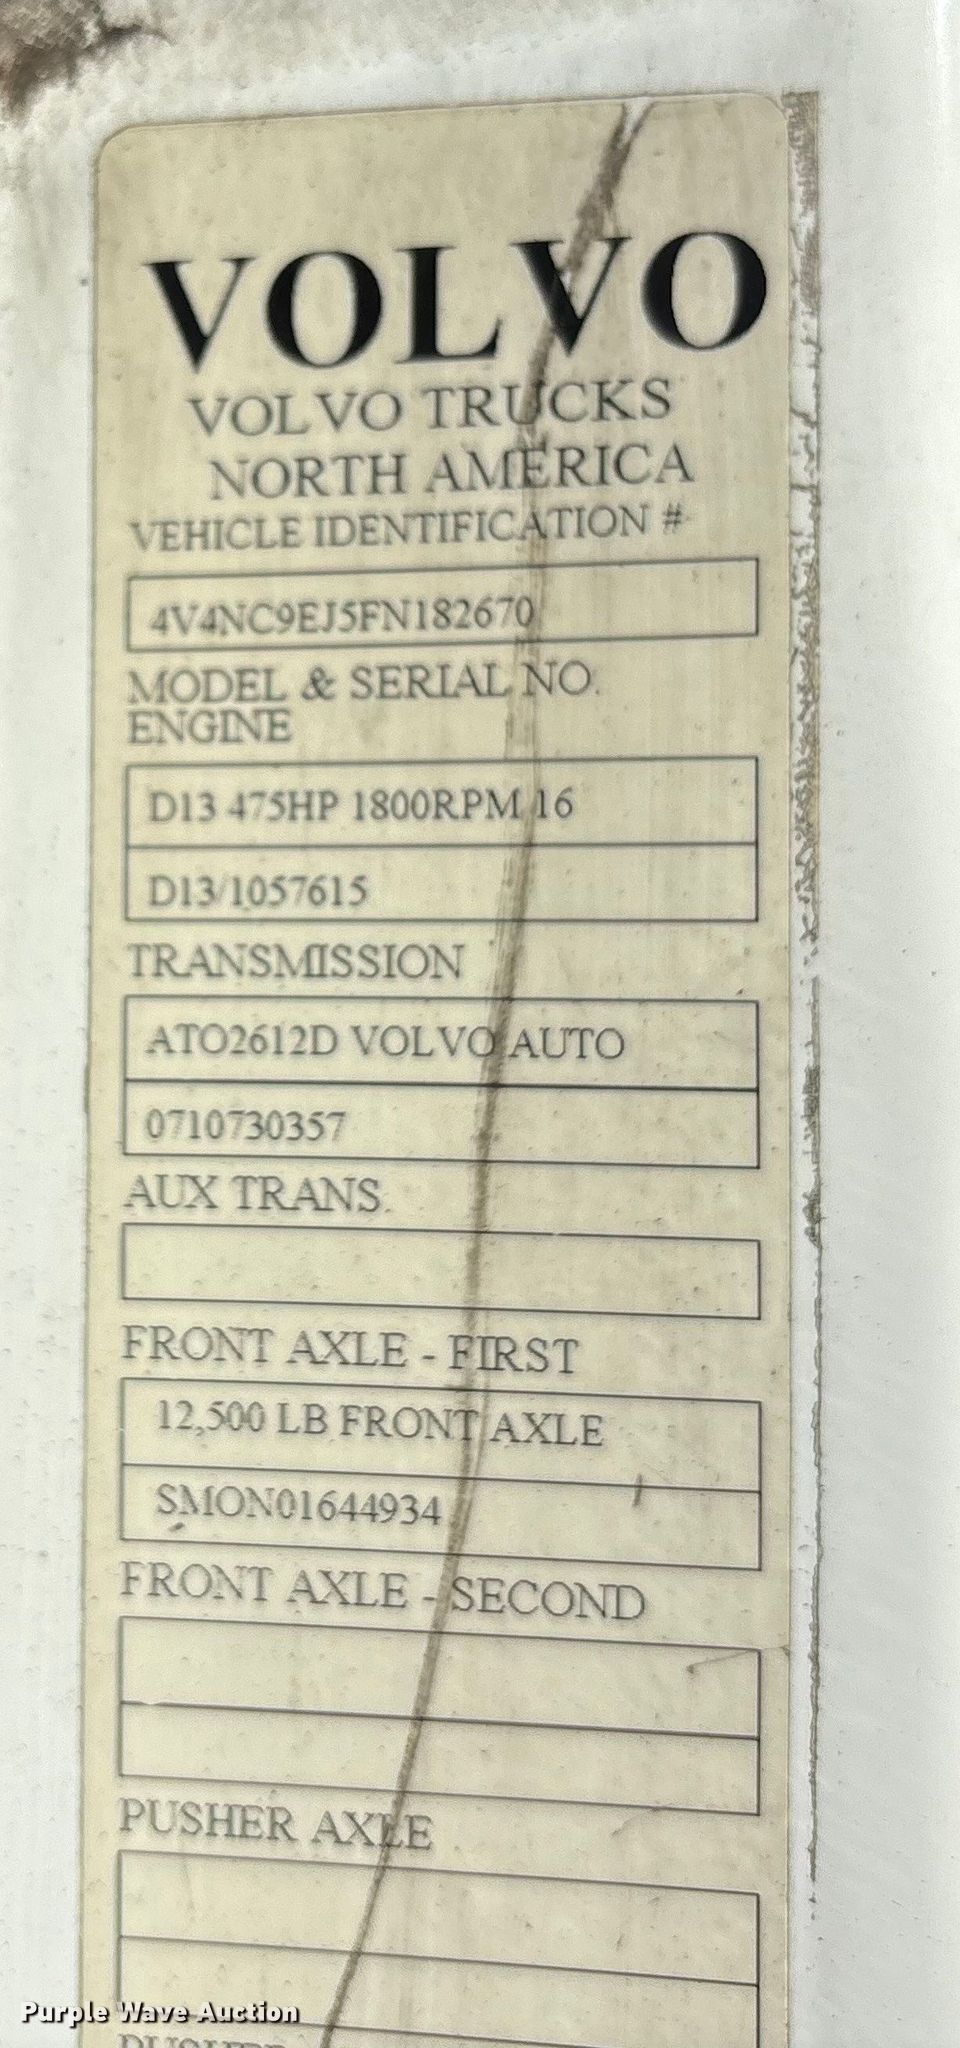 VOLVO
VOLVO TRUCKS
NORTH AMERICA
VEHICLE IDENTIFICATION #
4V4NC9EJ5FN182670
MODEL & SERIAL NO.
ENGINE
D13 475HP 1800RPM 16
D13/1057615
TRANSMISSION
ATO2612D VOLVO AUTO
0710730357
AUX TRANS.
FRONT AXLE - FIRST
12,500 LB FRONT AXLE
SMON01644934
FRONT AXLE - SECOND
PUSHER AXLE
Purple Wave Auction